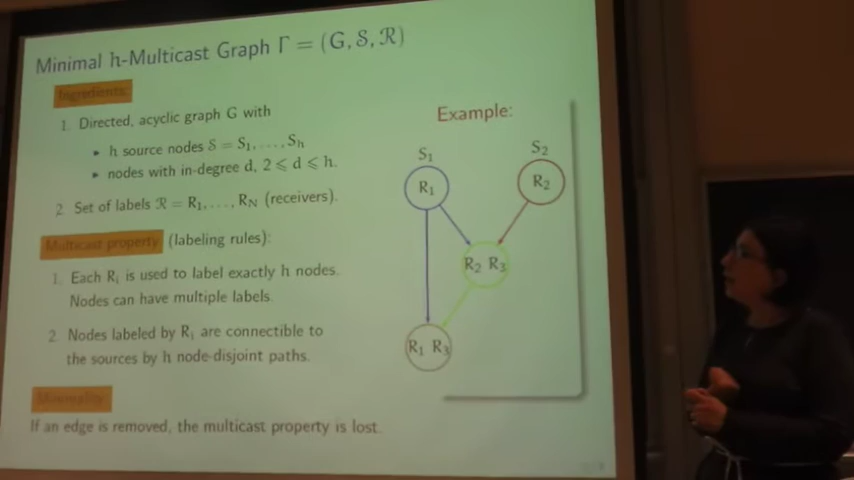 Minimal h-Multicast Graph Γ = (G, S, R)
Ingredients:
1. Directed, acyclic graph G with
▸ h source nodes S = S₁, . . . , Sₕ
▸ nodes with in-degree d, 2 ⩽ d ⩽ h.
2. Set of labels R = R₁, . . . , R_N (receivers).
Multicast property (labeling rules):
1. Each Rᵢ is used to label exactly h nodes.
Nodes can have multiple labels.
2. Nodes labeled by Rᵢ are connectible to
the sources by h node-disjoint paths.
Minimality:
If an edge is removed, the multicast property is lost.
Example:
S₁
S₂
R₁
R₂
R₂ R₃
R₁ R₃